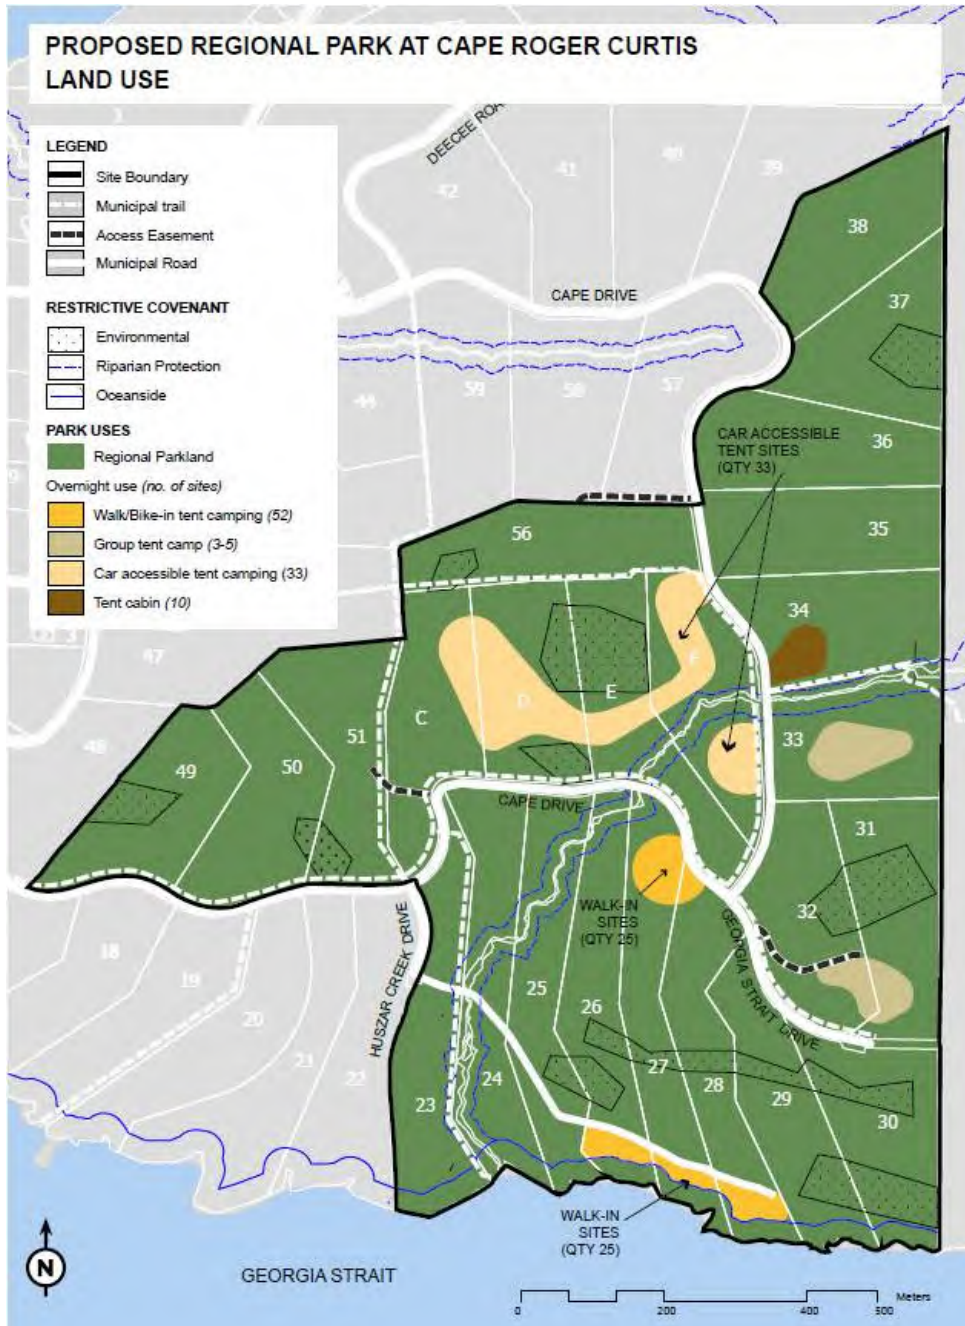 PROPOSED REGIONAL PARK AT CAPE ROGER CURTIS
LAND USE
LEGEND
Site Boundary
Municipal trail
Access Easement
Municipal Road
RESTRICTIVE COVENANT
Environmental
Riparian Protection
Oceanside
PARK USES
Regional Parkland
Overnight use (no. of sites)
Walk/Bike-in tent camping (52)
Group tent camp (3-5)
Car accessible tent camping (33)
Tent cabin (10)
DEECEE ROA
42
41
40
39
38
37
CAPE DRIVE
44
59
58
57
36
CAR ACCESSIBLE
TENT SITES
(QTY 33)
35
56
34
47
48
49
50
51
C
D
E
F
33
CAPE DRIVE
31
32
WALK-IN
SITES
(QTY 25)
GEORGIA STRAIT DRIVE
HUSZAR CREEK DRIVE
18
19
20
21
22
23
24
25
26
27
28
29
30
WALK-IN
SITES
(QTY 25)
N
GEORGIA STRAIT
0
200
400
500
Meters